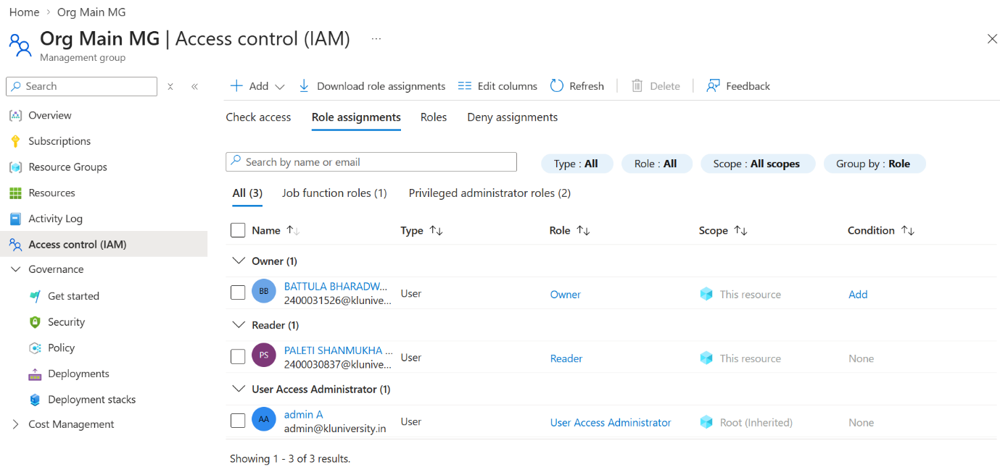 Home > Org Main MG
Org Main MG | Access control (IAM) ...
Management group
Search
Overview
Subscriptions
Resource Groups
Resources
Activity Log
Access control (IAM)
Governance
Get started
Security
Policy
Deployments
Deployment stacks
Cost Management
Add Download role assignments Edit columns Refresh Delete Feedback
Check access Role assignments Roles Deny assignments
Search by name or email Type : All Role : All Scope : All scopes Group by : Role
All (3) Job function roles (1) Privileged administrator roles (2)
Name Type Role Scope Condition
Owner (1)
BB BATTULA BHARADW... User Owner This resource Add
2400031526@klunive...
Reader (1)
PS PALETI SHANMUKHA ... User Reader This resource None
2400030837@klunive...
User Access Administrator (1)
AA admin A User User Access Administrator Root (Inherited) None
admin@kluniversity.in
Showing 1 - 3 of 3 results.